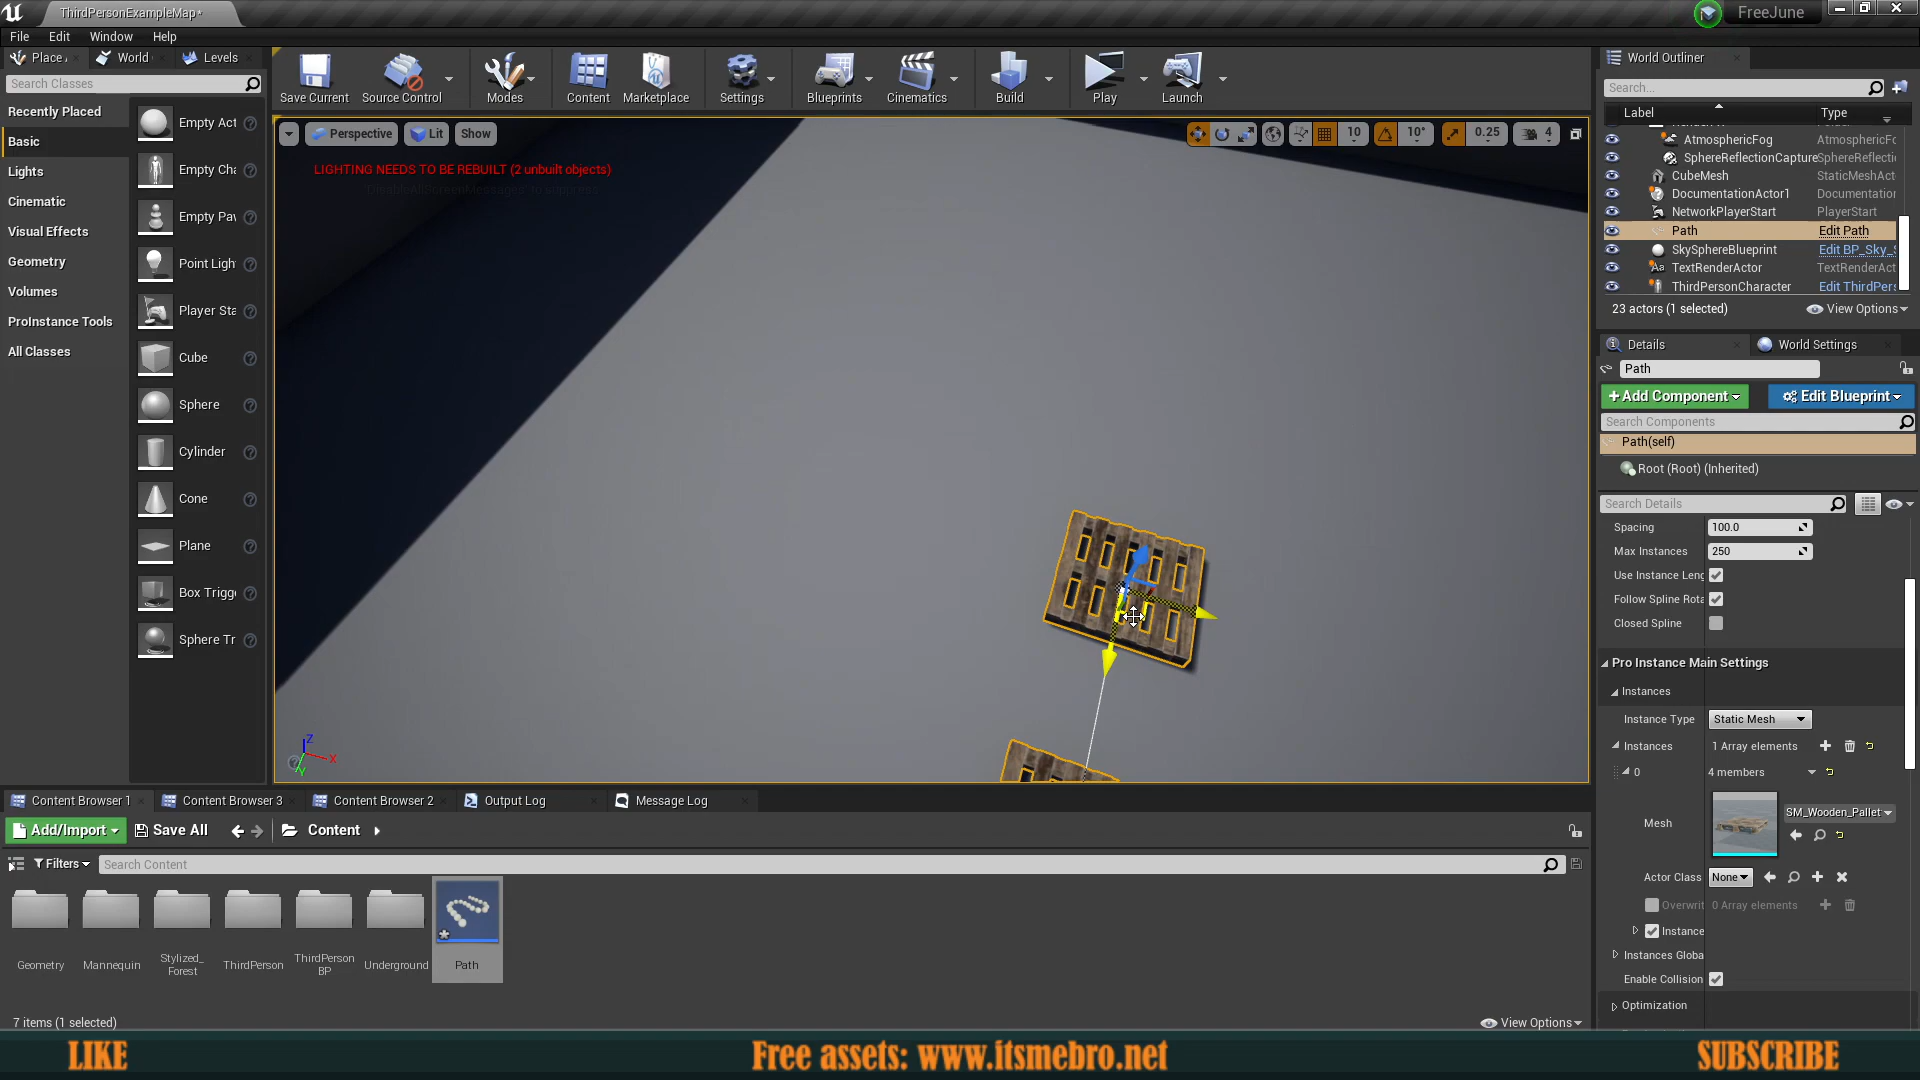 ThirdPersonExampleMap*
FreeJune
File Edit Window Help
Place World Levels
Search Classes
Recently Placed
Basic
Lights
Cinematic
Visual Effects
Geometry
Volumes
ProInstance Tools
All Classes
Empty Act
Empty Cha
Empty Pav
Point Ligh
Player Sta
Cube
Sphere
Cylinder
Cone
Plane
Box Trigge
Sphere Tr
Save Current Source Control Modes Content Marketplace Settings Blueprints Cinematics Build Play Launch
Perspective Lit Show
10 10° 0.25 4
LIGHTING NEEDS TO BE REBUILT (2 unbuilt objects)
'DisableAllScreenMessages' to suppress
Z
X
Y
World Outliner
Search...
Label Type
AtmosphericFog AtmosphericFo
SphereReflectionCapture SphereReflecti
CubeMesh StaticMeshAct
DocumentationActor1 Documentation
NetworkPlayerStart PlayerStart
Path Edit Path
SkySphereBlueprint Edit BP_Sky_S
TextRenderActor TextRenderAct
ThirdPersonCharacter Edit ThirdPers
23 actors (1 selected) View Options
Details World Settings
Path
+Add Component Edit Blueprint
Search Components
Path(self)
Root (Root) (Inherited)
Search Details
Spacing 100.0
Max Instances 250
Use Instance Leng
Follow Spline Rota
Closed Spline
Pro Instance Main Settings
Instances
Instance Type Static Mesh
Instances 1 Array elements
0 4 members
Mesh SM_Wooden_Pallet
Actor Class None
Overwrit 0 Array elements
Instance
Instances Globa
Enable Collision
Optimization
Content Browser 1 Content Browser 3 Content Browser 2 Output Log Message Log
Add/Import Save All Content
Filters Search Content
Geometry
Mannequin
Stylized_
Forest
ThirdPerson
ThirdPerson
BP
Underground
Path
7 items (1 selected) View Options
LIKE Free assets: www.itsmebro.net SUBSCRIBE